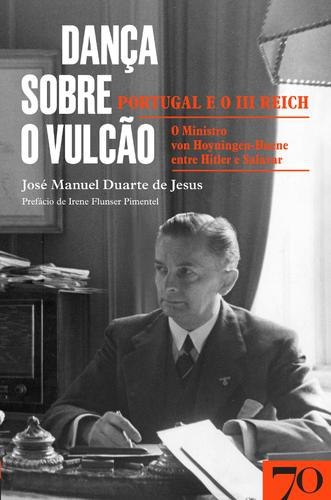 DANÇA
SOBRE
O VULCÃO
PORTUGAL E O III REICH
O Ministro
von Hoyningen-Huene
entre Hitler e Salazar
José Manuel Duarte de Jesus
Prefácio de Irene Flunser Pimentel
70